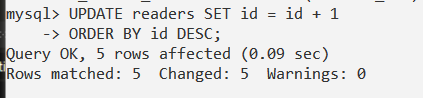 mysql> UPDATE readers SET id = id + 1
    -> ORDER BY id DESC;
Query OK, 5 rows affected (0.09 sec)
Rows matched: 5  Changed: 5  Warnings: 0